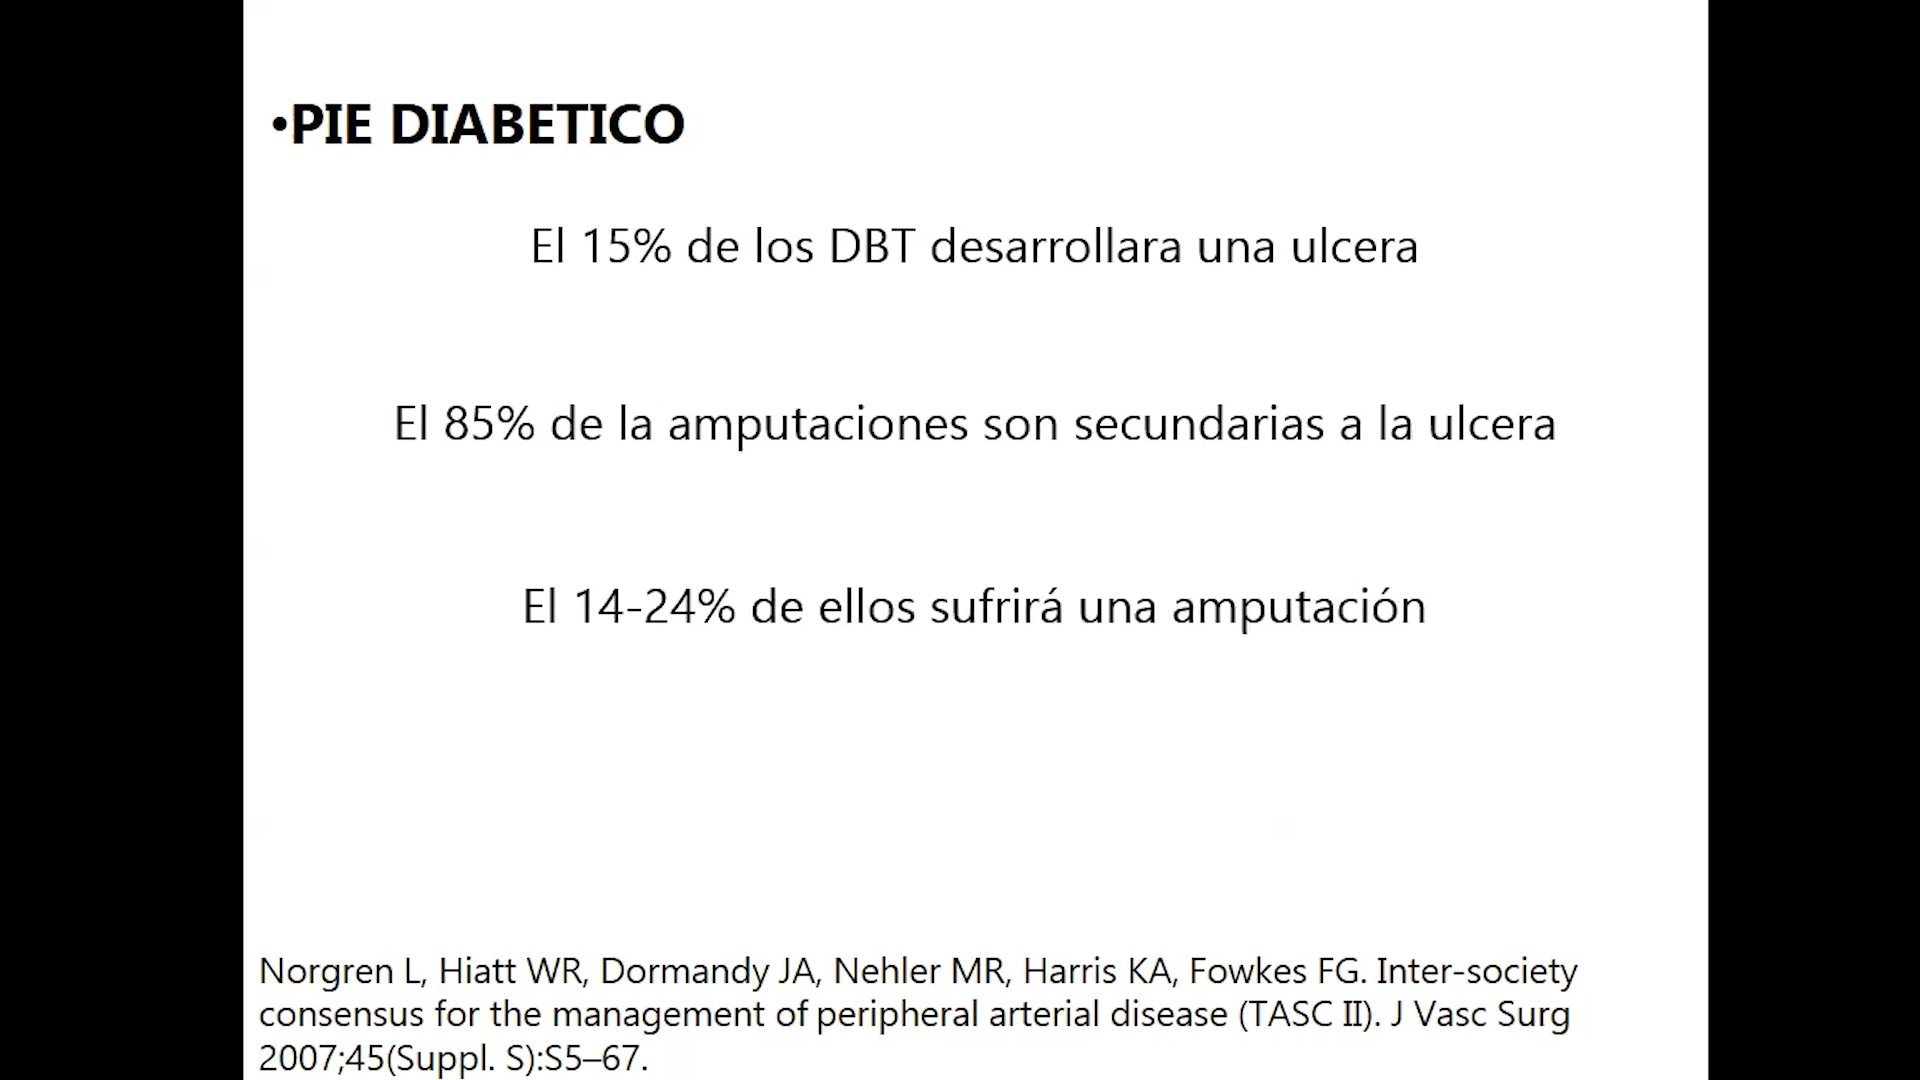 •PIE DIABETICO
El 15% de los DBT desarrollara una ulcera
El 85% de la amputaciones son secundarias a la ulcera
El 14-24% de ellos sufrirá una amputación
Norgren L, Hiatt WR, Dormandy JA, Nehler MR, Harris KA, Fowkes FG. Inter-society
consensus for the management of peripheral arterial disease (TASC II). J Vasc Surg
2007;45(Suppl. S):S5–67.